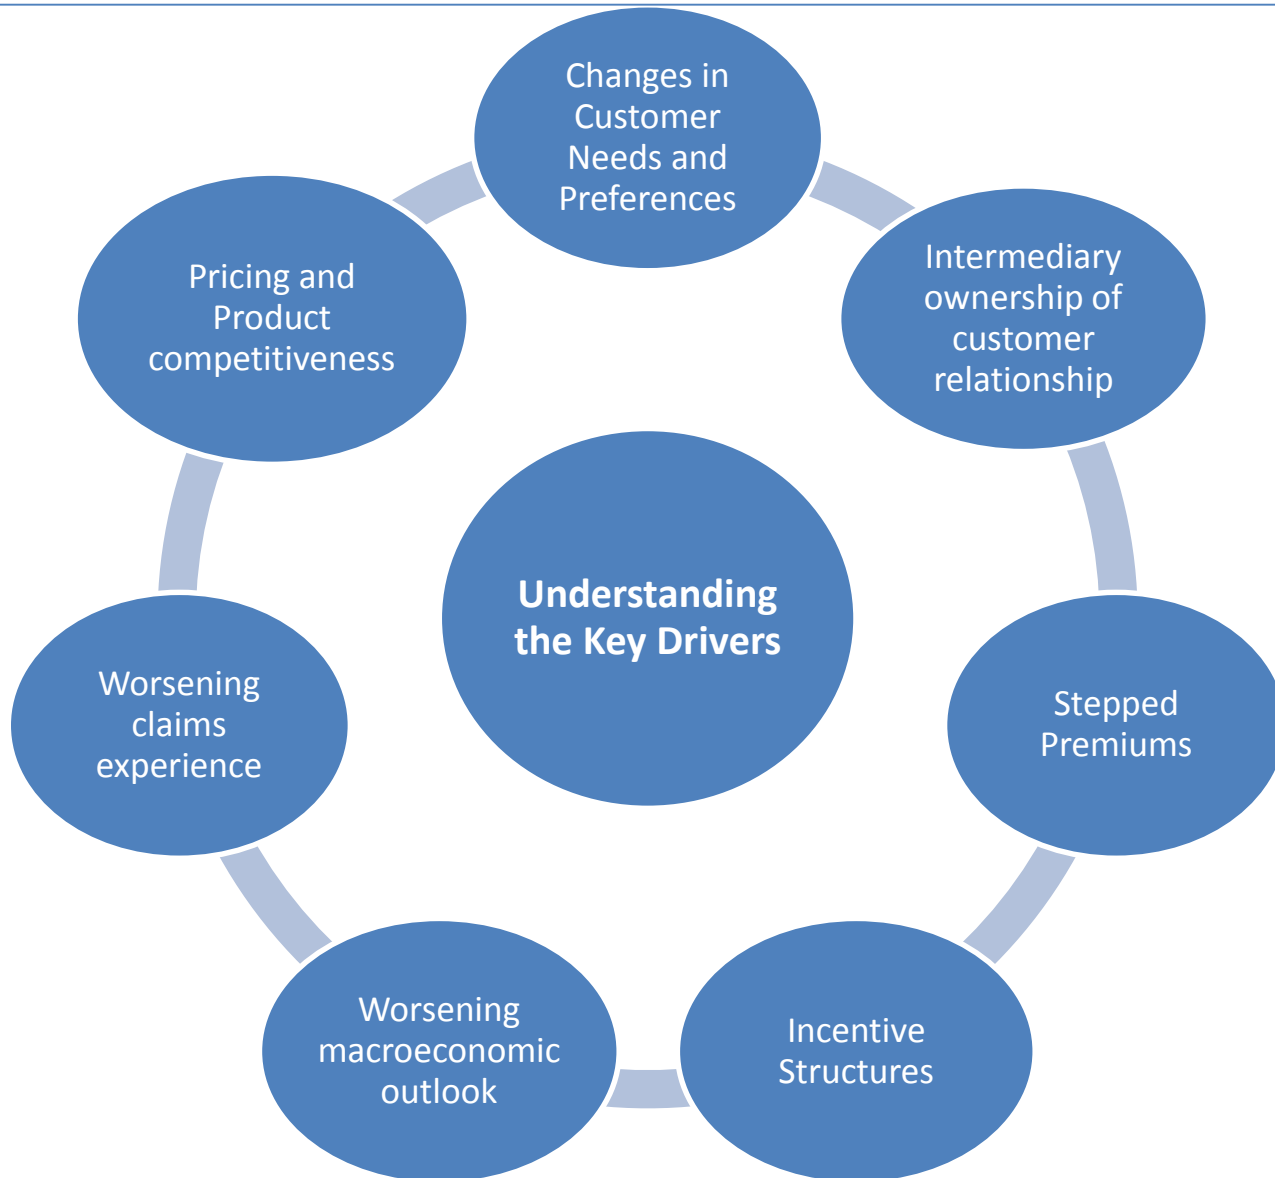 Changes in
Customer
Needs and
Preferences
Intermediary
ownership of
customer
relationship
Stepped
Premiums
Incentive
Structures
Worsening
macroeconomic
outlook
Worsening
claims
experience
Pricing and
Product
competitiveness
Understanding
the Key Drivers